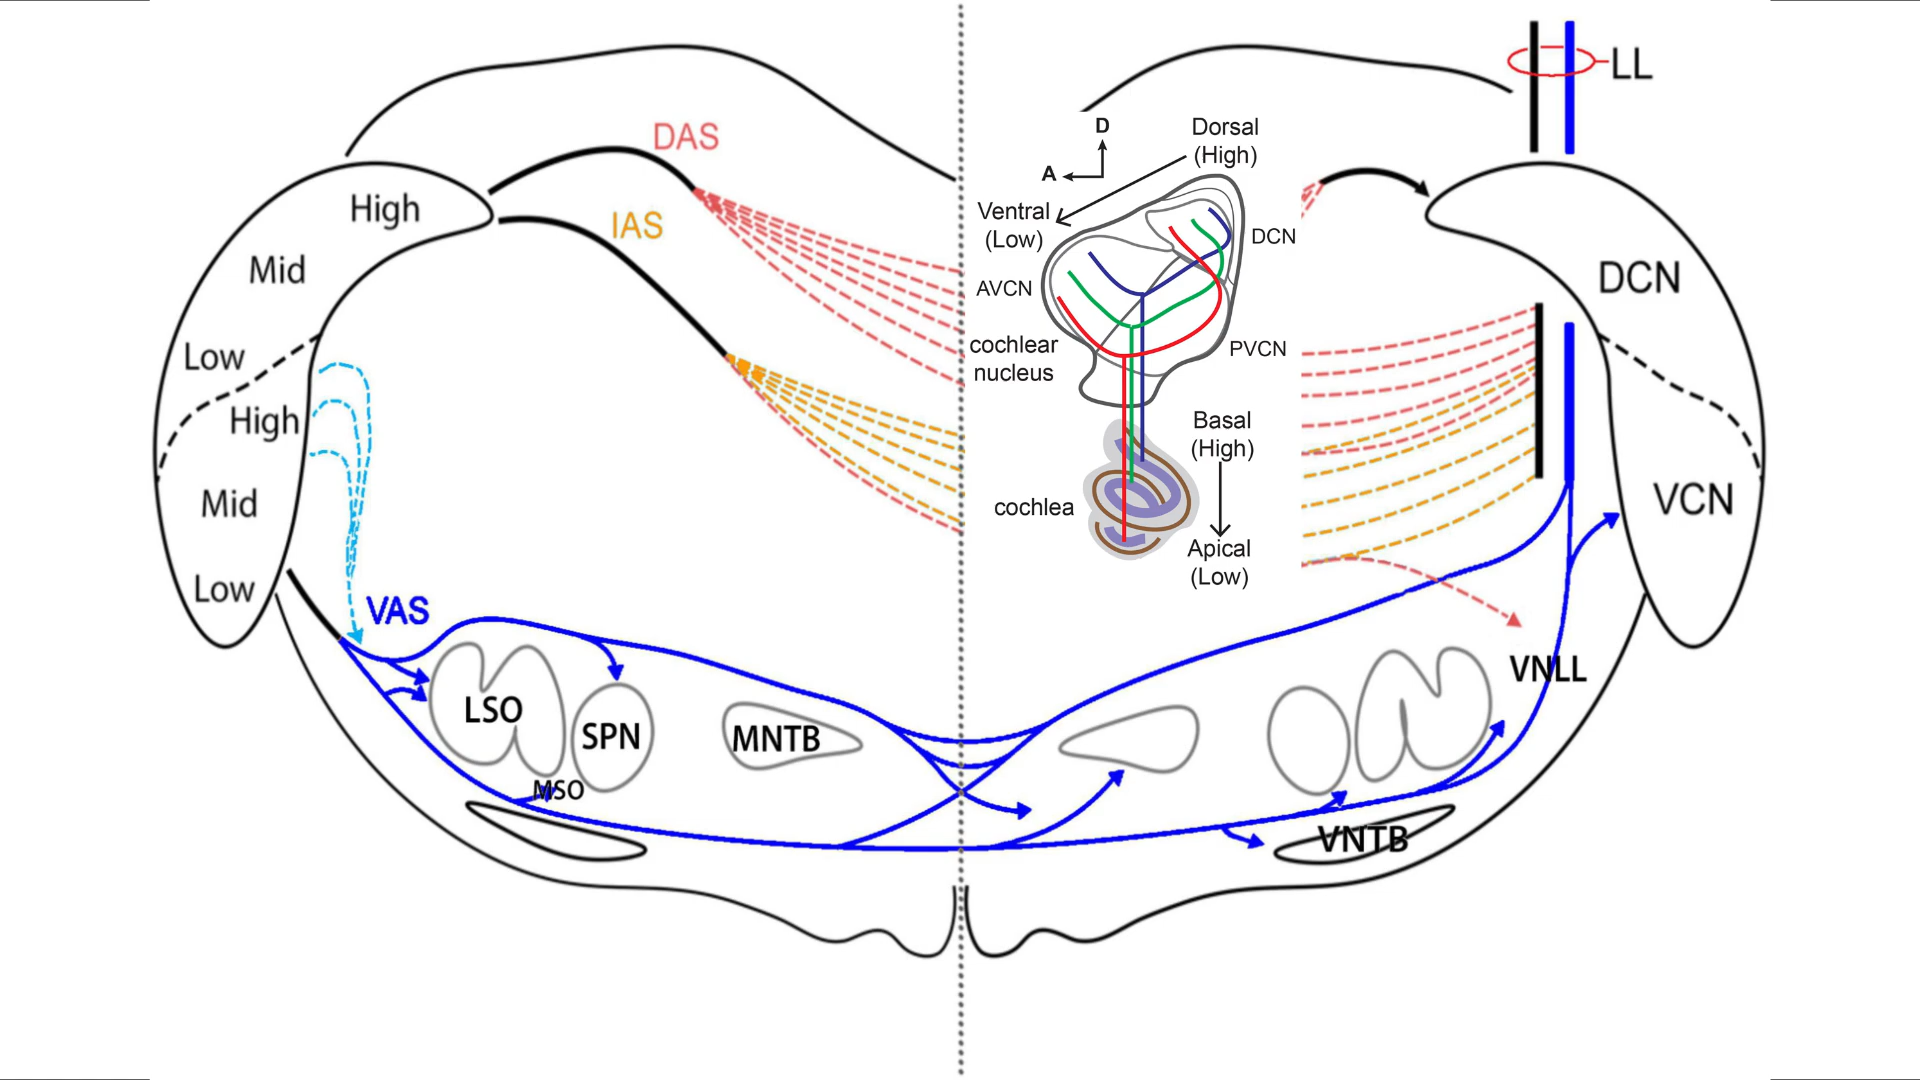 LL
DAS
D
Dorsal
(High)
A
High
IAS
Ventral
(Low)
DCN
Mid
DCN
AVCN
Low
cochlear
nucleus
PVCN
High
Basal
(High)
Mid
VCN
cochlea
Apical
(Low)
Low
VAS
VNLL
LSO
SPN
MNTB
MSO
VNTB